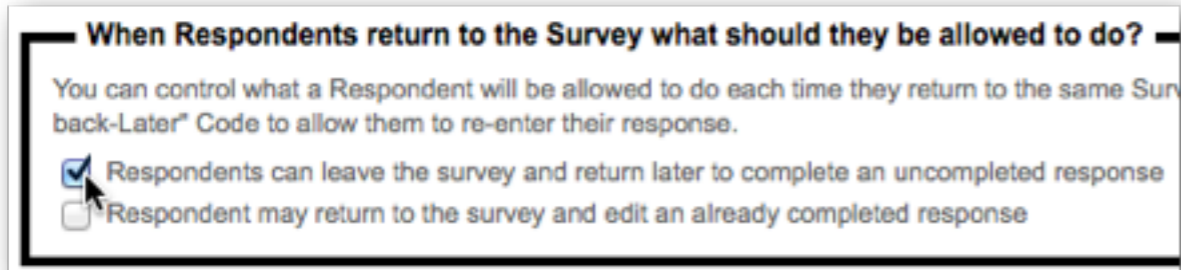 When Respondents return to the Survey what should they be allowed to do?
You can control what a Respondent will be allowed to do each time they return to the same Surv
back-Later" Code to allow them to re-enter their response.
Respondents can leave the survey and return later to complete an uncompleted response
Respondent may return to the survey and edit an already completed response